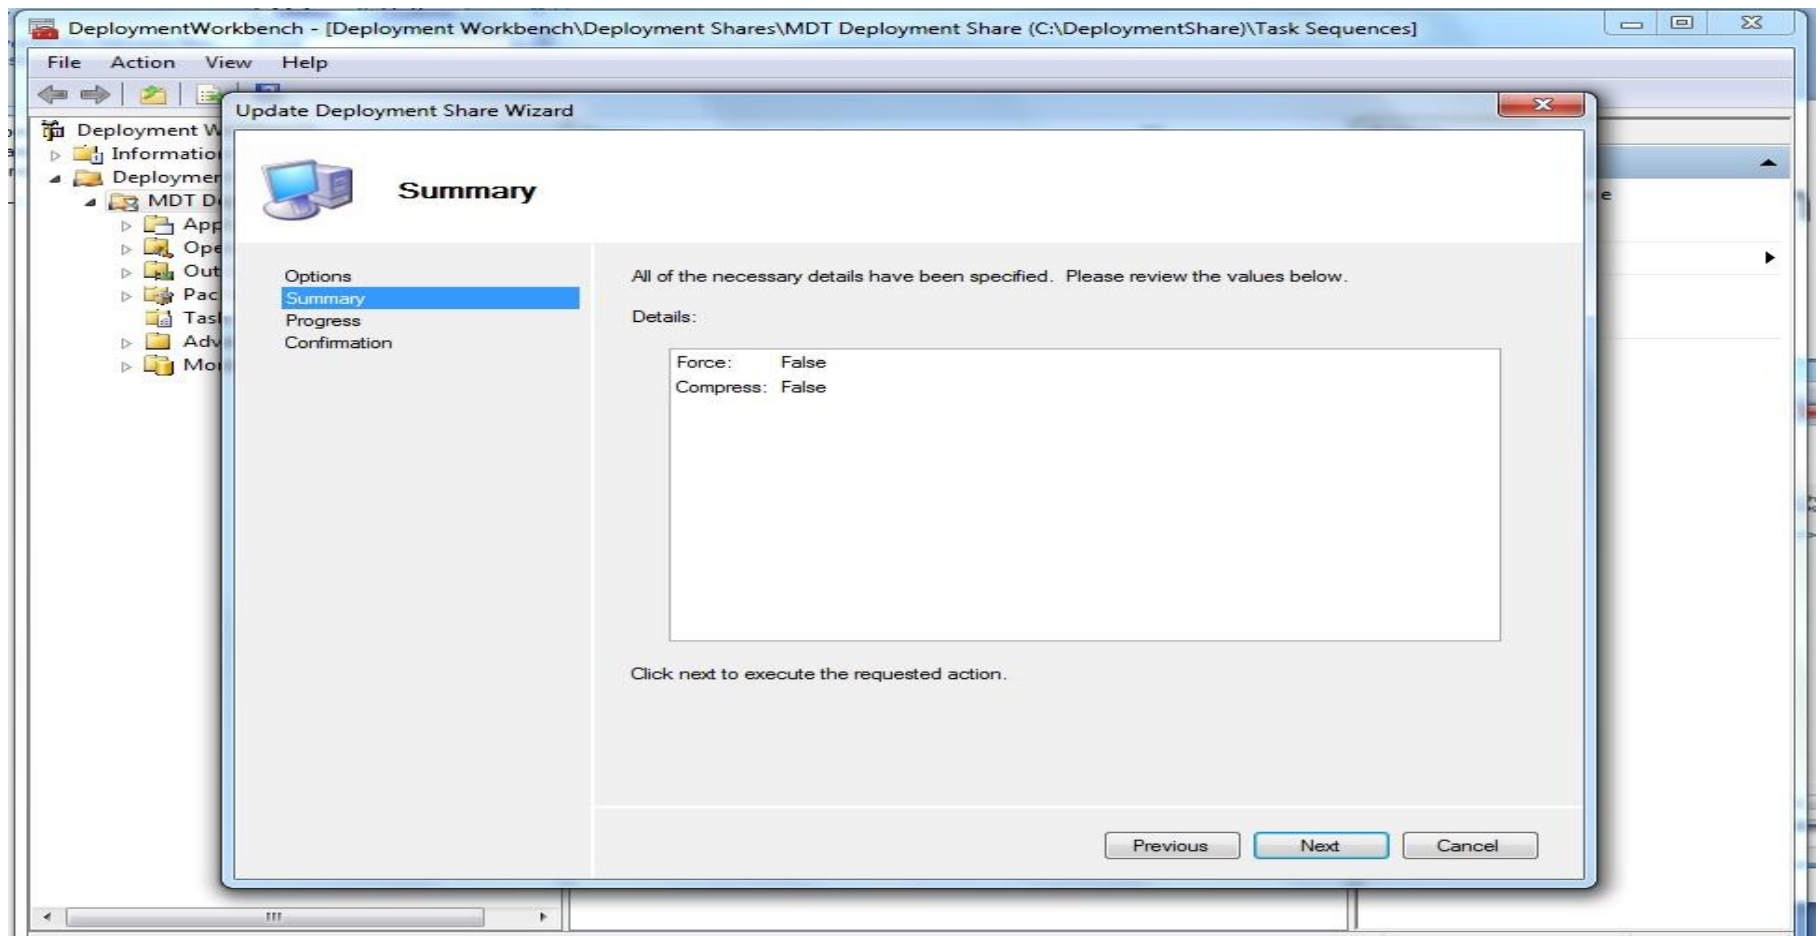 DeploymentWorkbench - [Deployment Workbench\Deployment Shares\MDT Deployment Share (C:\DeploymentShare)\Task Sequences]
File Action View Help
Update Deployment Share Wizard
Deployment W
Informatio
Deploymer
MDT D
App
Ope
Out
Pac
Tas
Adv
Mo
Summary
Options
Summary
Progress
Confirmation
All of the necessary details have been specified. Please review the values below.
Details:
Force: False
Compress: False
Click next to execute the requested action.
Previous Next Cancel
e